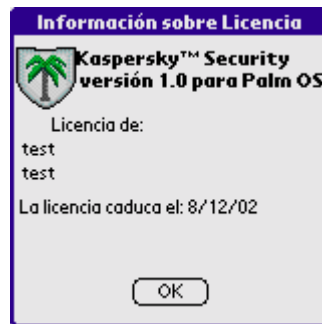 Información sobre Licencia
Kaspersky™ Security
versión 1.0 para Palm OS
Licencia de:
test
test
La licencia caduca el: 8/12/02
OK